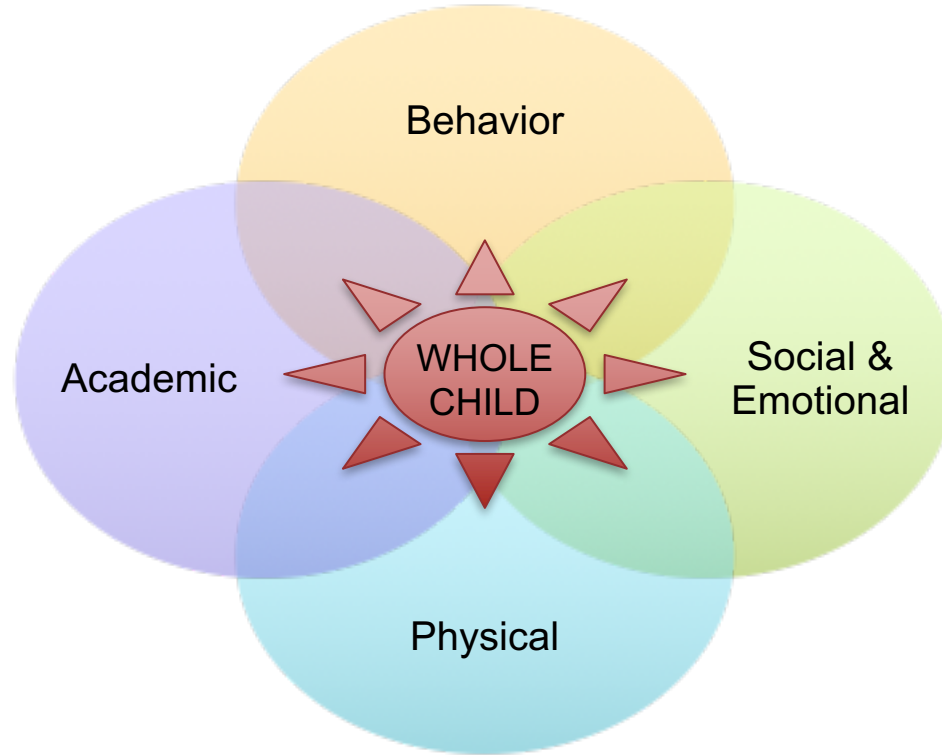 Behavior
Academic
WHOLE
CHILD
Social &
Emotional
Physical